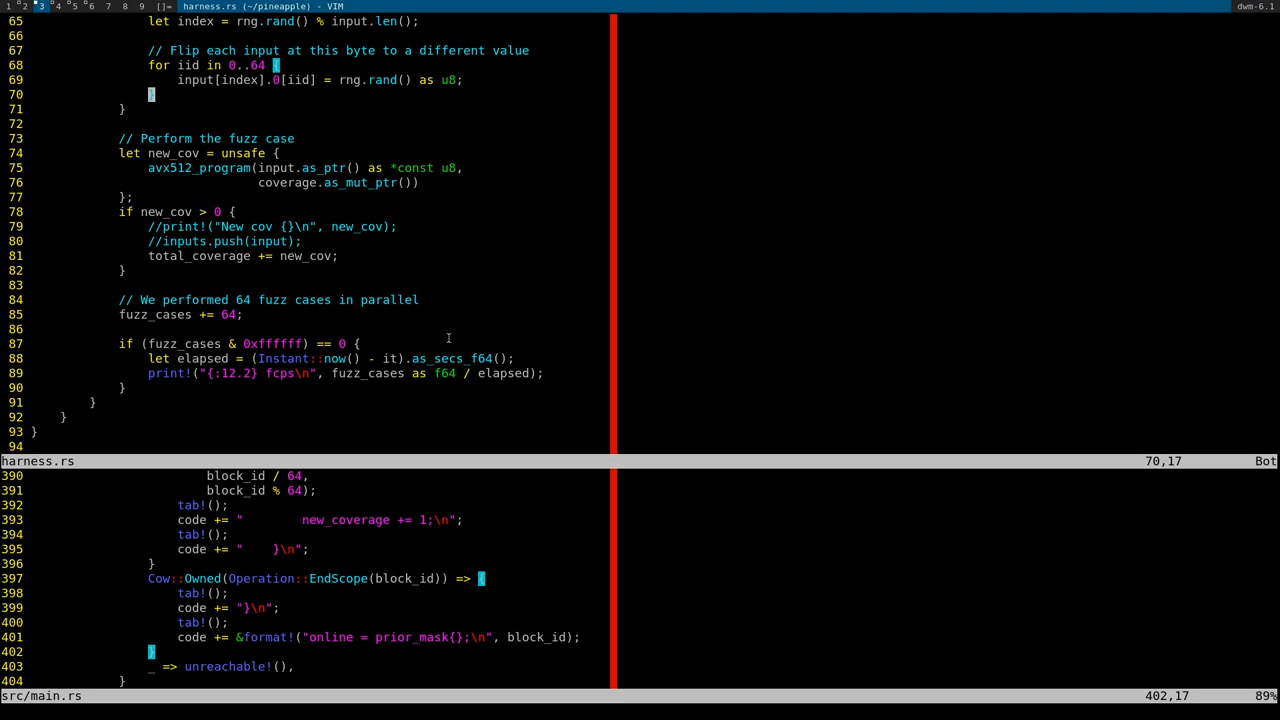 1 2 3 4 5 6 7 8 9 []= harness.rs (~/pineapple) - VIM dwm-6.1
65                 let index = rng.rand() % input.len();
66
67                 // Flip each input at this byte to a different value
68                 for iid in 0..64 {
69                     input[index].0[iid] = rng.rand() as u8;
70                 }
71             }
72
73             // Perform the fuzz case
74             let new_cov = unsafe {
75                 avx512_program(input.as_ptr() as *const u8,
76                                coverage.as_mut_ptr())
77             };
78             if new_cov > 0 {
79                 //print!("New cov {}\n", new_cov);
80                 //inputs.push(input);
81                 total_coverage += new_cov;
82             }
83
84             // We performed 64 fuzz cases in parallel
85             fuzz_cases += 64;
86
87             if (fuzz_cases & 0xffffff) == 0 {
88                 let elapsed = (Instant::now() - it).as_secs_f64();
89                 print!("{:12.2} fcps\n", fuzz_cases as f64 / elapsed);
90             }
91         }
92     }
93 }
94
harness.rs 70,17 Bot
390                         block_id / 64,
391                         block_id % 64);
392                     tab!();
393                     code += "        new_coverage += 1;\n";
394                     tab!();
395                     code += "    }\n";
396                 }
397                 Cow::Owned(Operation::EndScope(block_id)) => {
398                     tab!();
399                     code += "}\n";
400                     tab!();
401                     code += &format!("online = prior_mask{};\n", block_id);
402                 }
403                 _ => unreachable!(),
404             }
src/main.rs 402,17 89%